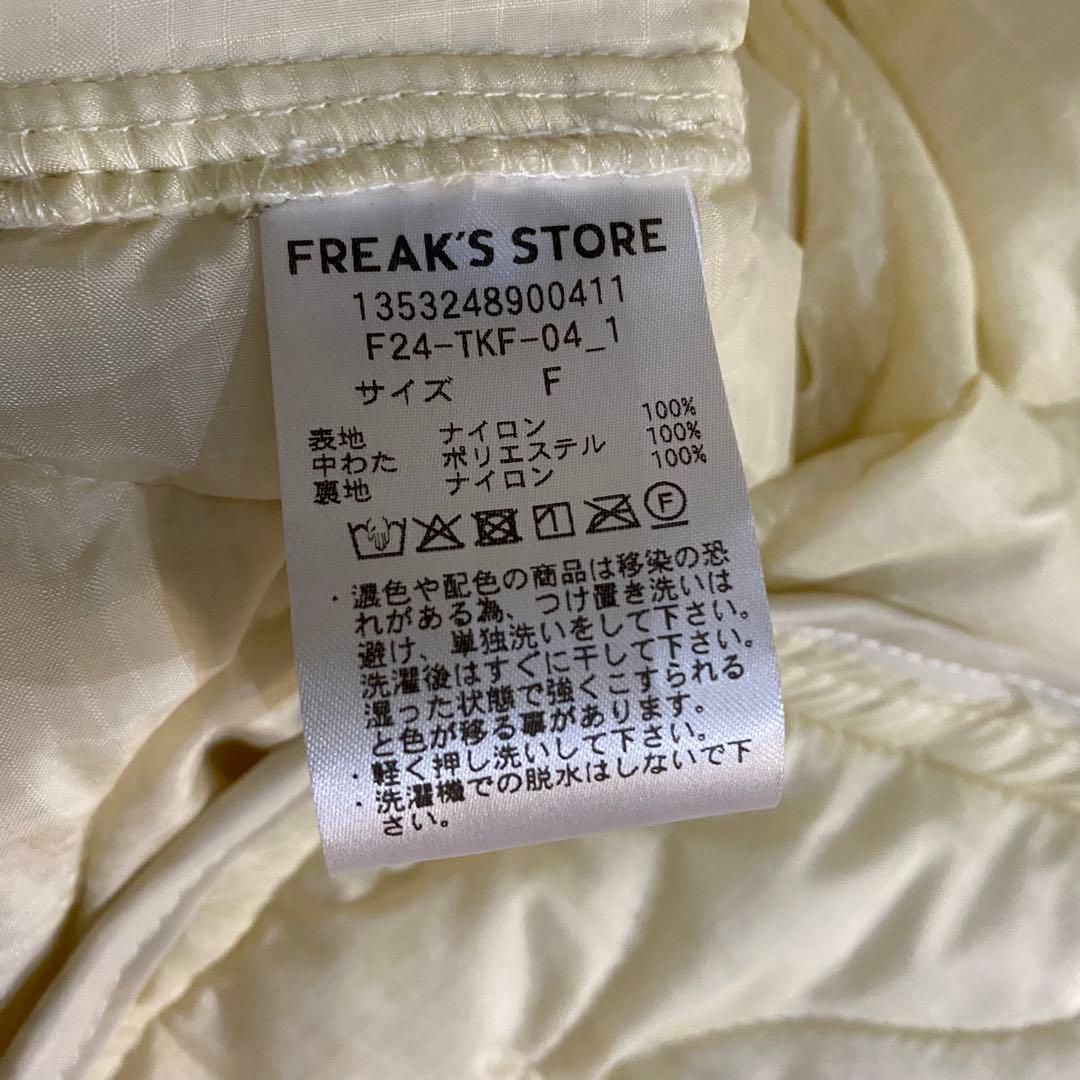 FREAK'S STORE
1353248900411
F24-TKF-04_1
サイズ F
表地 ナイロン 100%
中わた ポリエステル 100%
裏地 ナイロン 100%
1 F
・濃色や配色の商品は移染の恐
れがある為、つけ置き洗いは
避け、単独洗いをして下さい。
洗濯後はすぐに干して下さい。
湿った状態で強くこすられる
と色が移る事があります。
・軽く押し洗いして下さい。
・洗濯機での脱水はしないで下
さい。